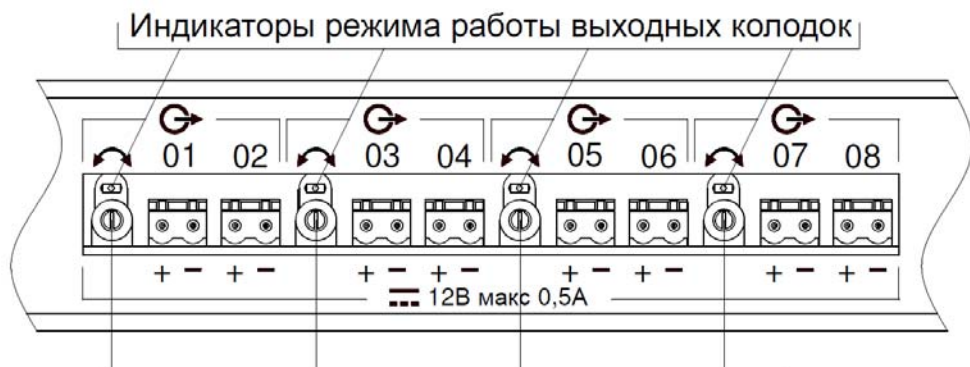 Индикаторы режима работы выходных колодок
01 02 03 04 05 06 07 08
+ − + − + − + − + − + − + − + −
12В макс 0,5А